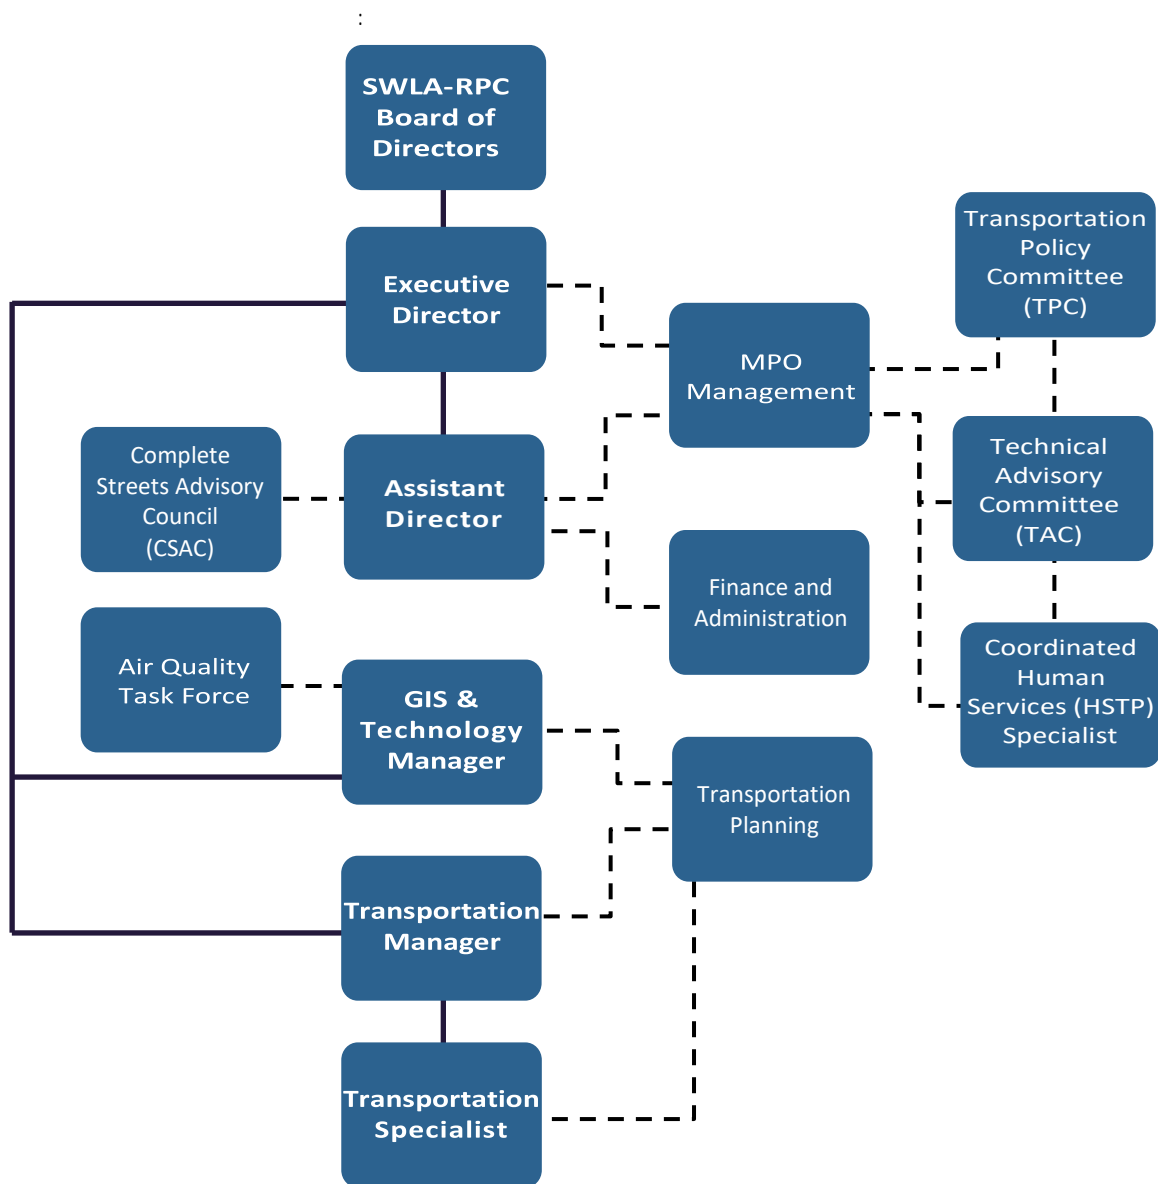 :
SWLA-RPC
Board of
Directors
Executive
Director
Transportation
Policy
Committee
(TPC)
MPO
Management
Complete
Streets Advisory
Council
(CSAC)
Assistant
Director
Technical
Advisory
Committee
(TAC)
Finance and
Administration
Air Quality
Task Force
GIS &
Technology
Manager
Coordinated
Human
Services (HSTP)
Specialist
Transportation
Planning
Transportation
Manager
Transportation
Specialist